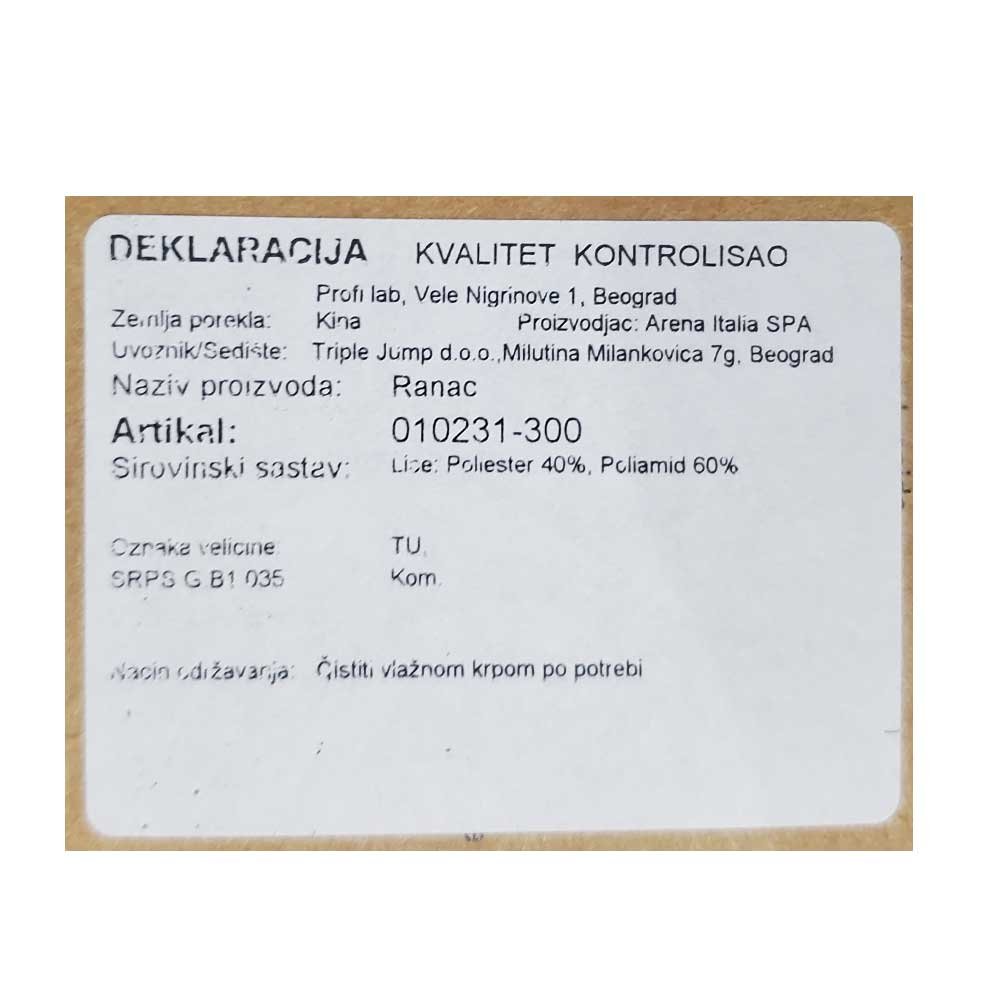 DEKLARACIJA KVALITET KONTROLISAO
Profi lab, Vele Nigrinove 1, Beograd
Zemlja porekla: Kina Proizvodjac: Arena Italia SPA
Uvoznik/Sedište: Triple Jump d.o.o.,Milutina Milankovica 7g, Beograd
Naziv proizvoda: Ranac
Artikal: 010231-300
Sirovinski sastav: Lice: Poliester 40%, Poliamid 60%
Oznaka velicine: TU,
SRPS G.B1.035 Kom.
Nacin održavanja: Čistiti vlažnom krpom po potrebi